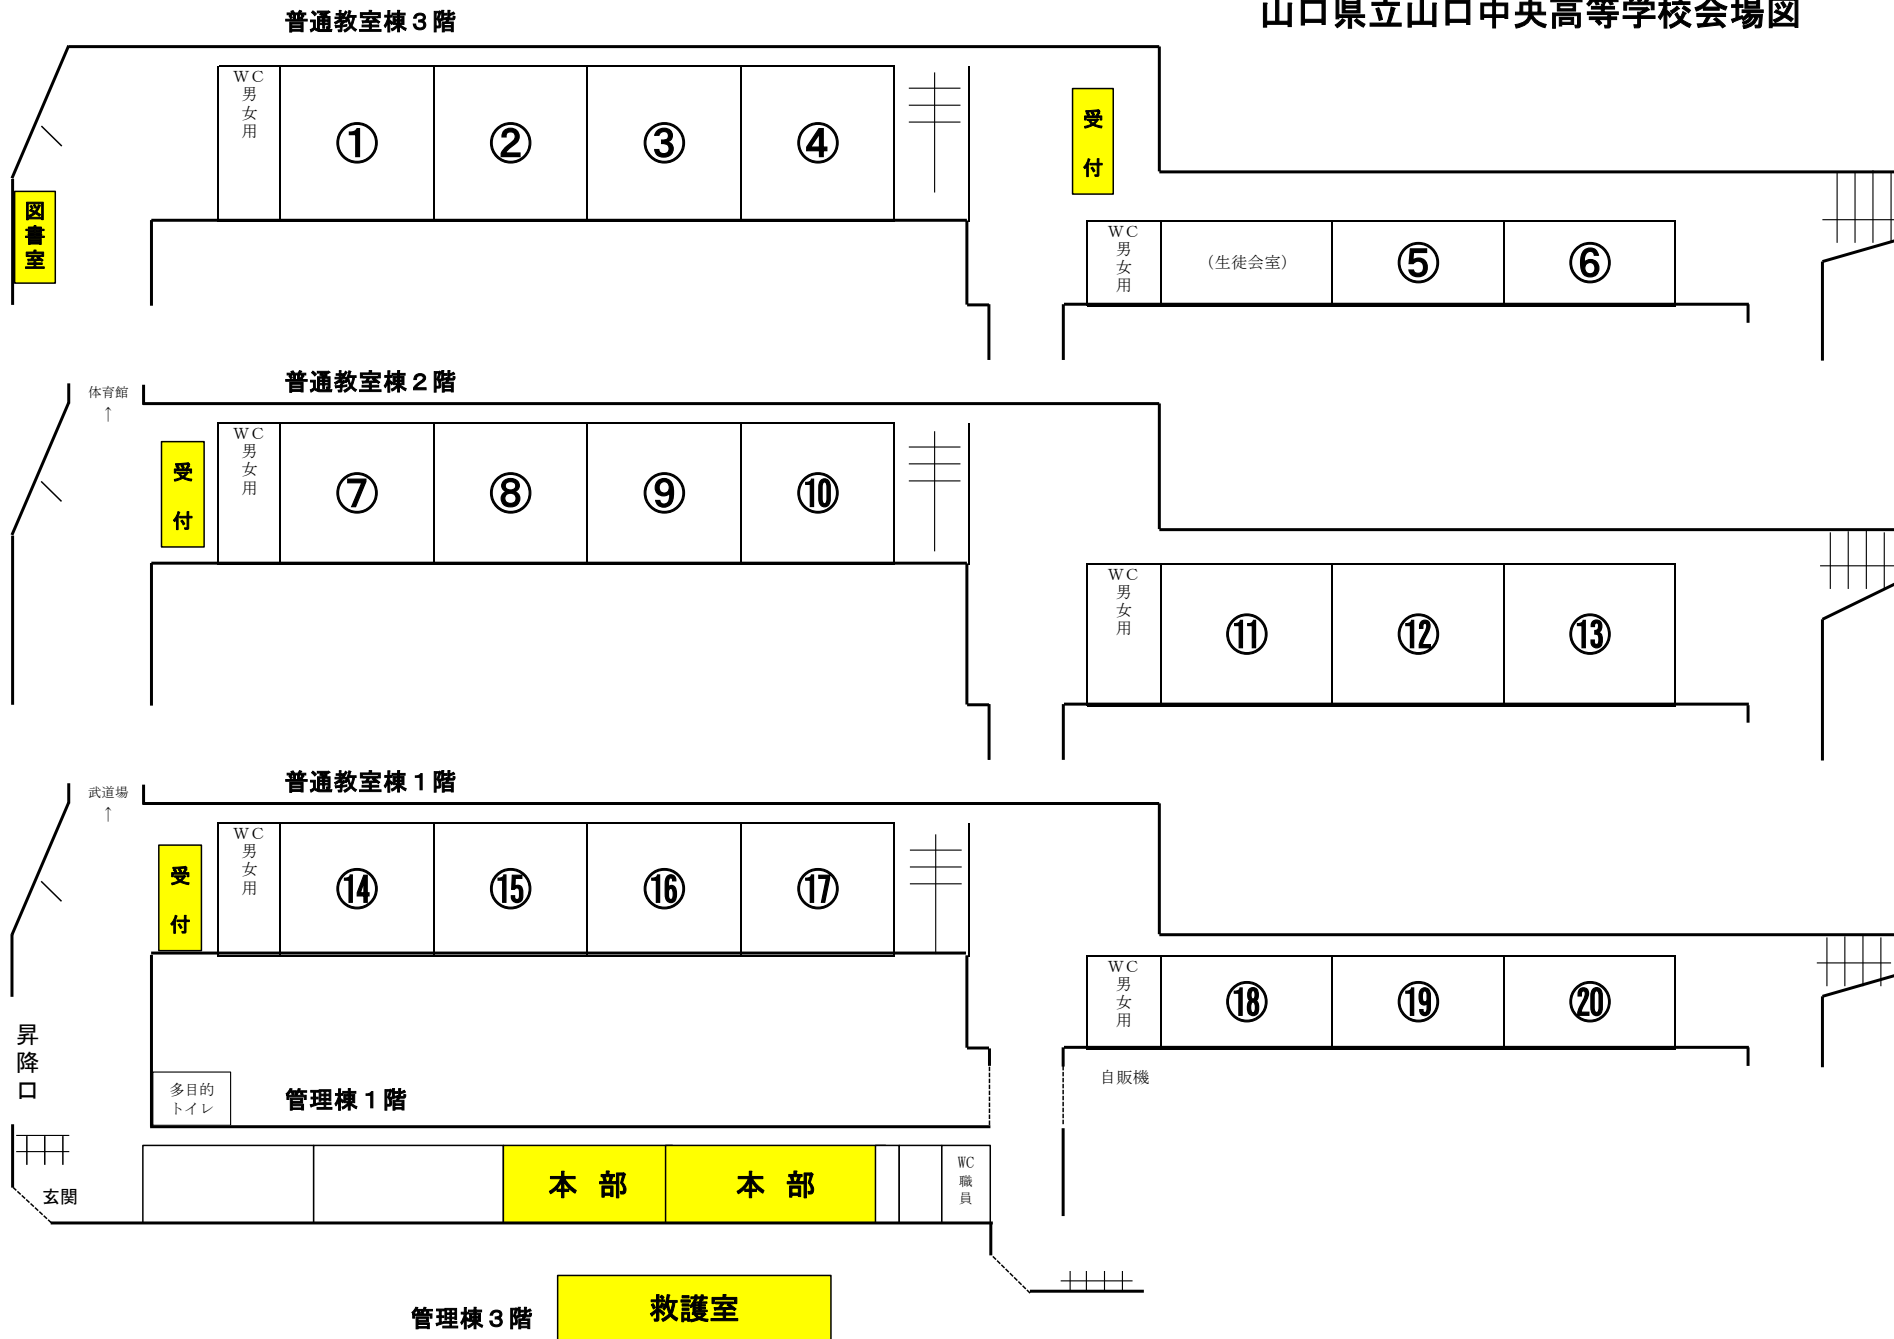 山口県立山口中央高等学校会場図
普通教室棟３階
WC
男
女
用
①
②
③
④
受
付
図
書
室
WC
男
女
用
（生徒会室）
⑤
⑥
普通教室棟２階
体育館
↑
受
付
WC
男
女
用
⑦
⑧
⑨
⑩
WC
男
女
用
⑪
⑫
⑬
普通教室棟１階
武道場
↑
受
付
WC
男
女
用
⑭
⑮
⑯
⑰
WC
男
女
用
⑱
⑲
⑳
昇
降
口
自販機
多目的
トイレ
管理棟１階
玄関
本 部
本 部
WC
職
員
管理棟３階
救護室